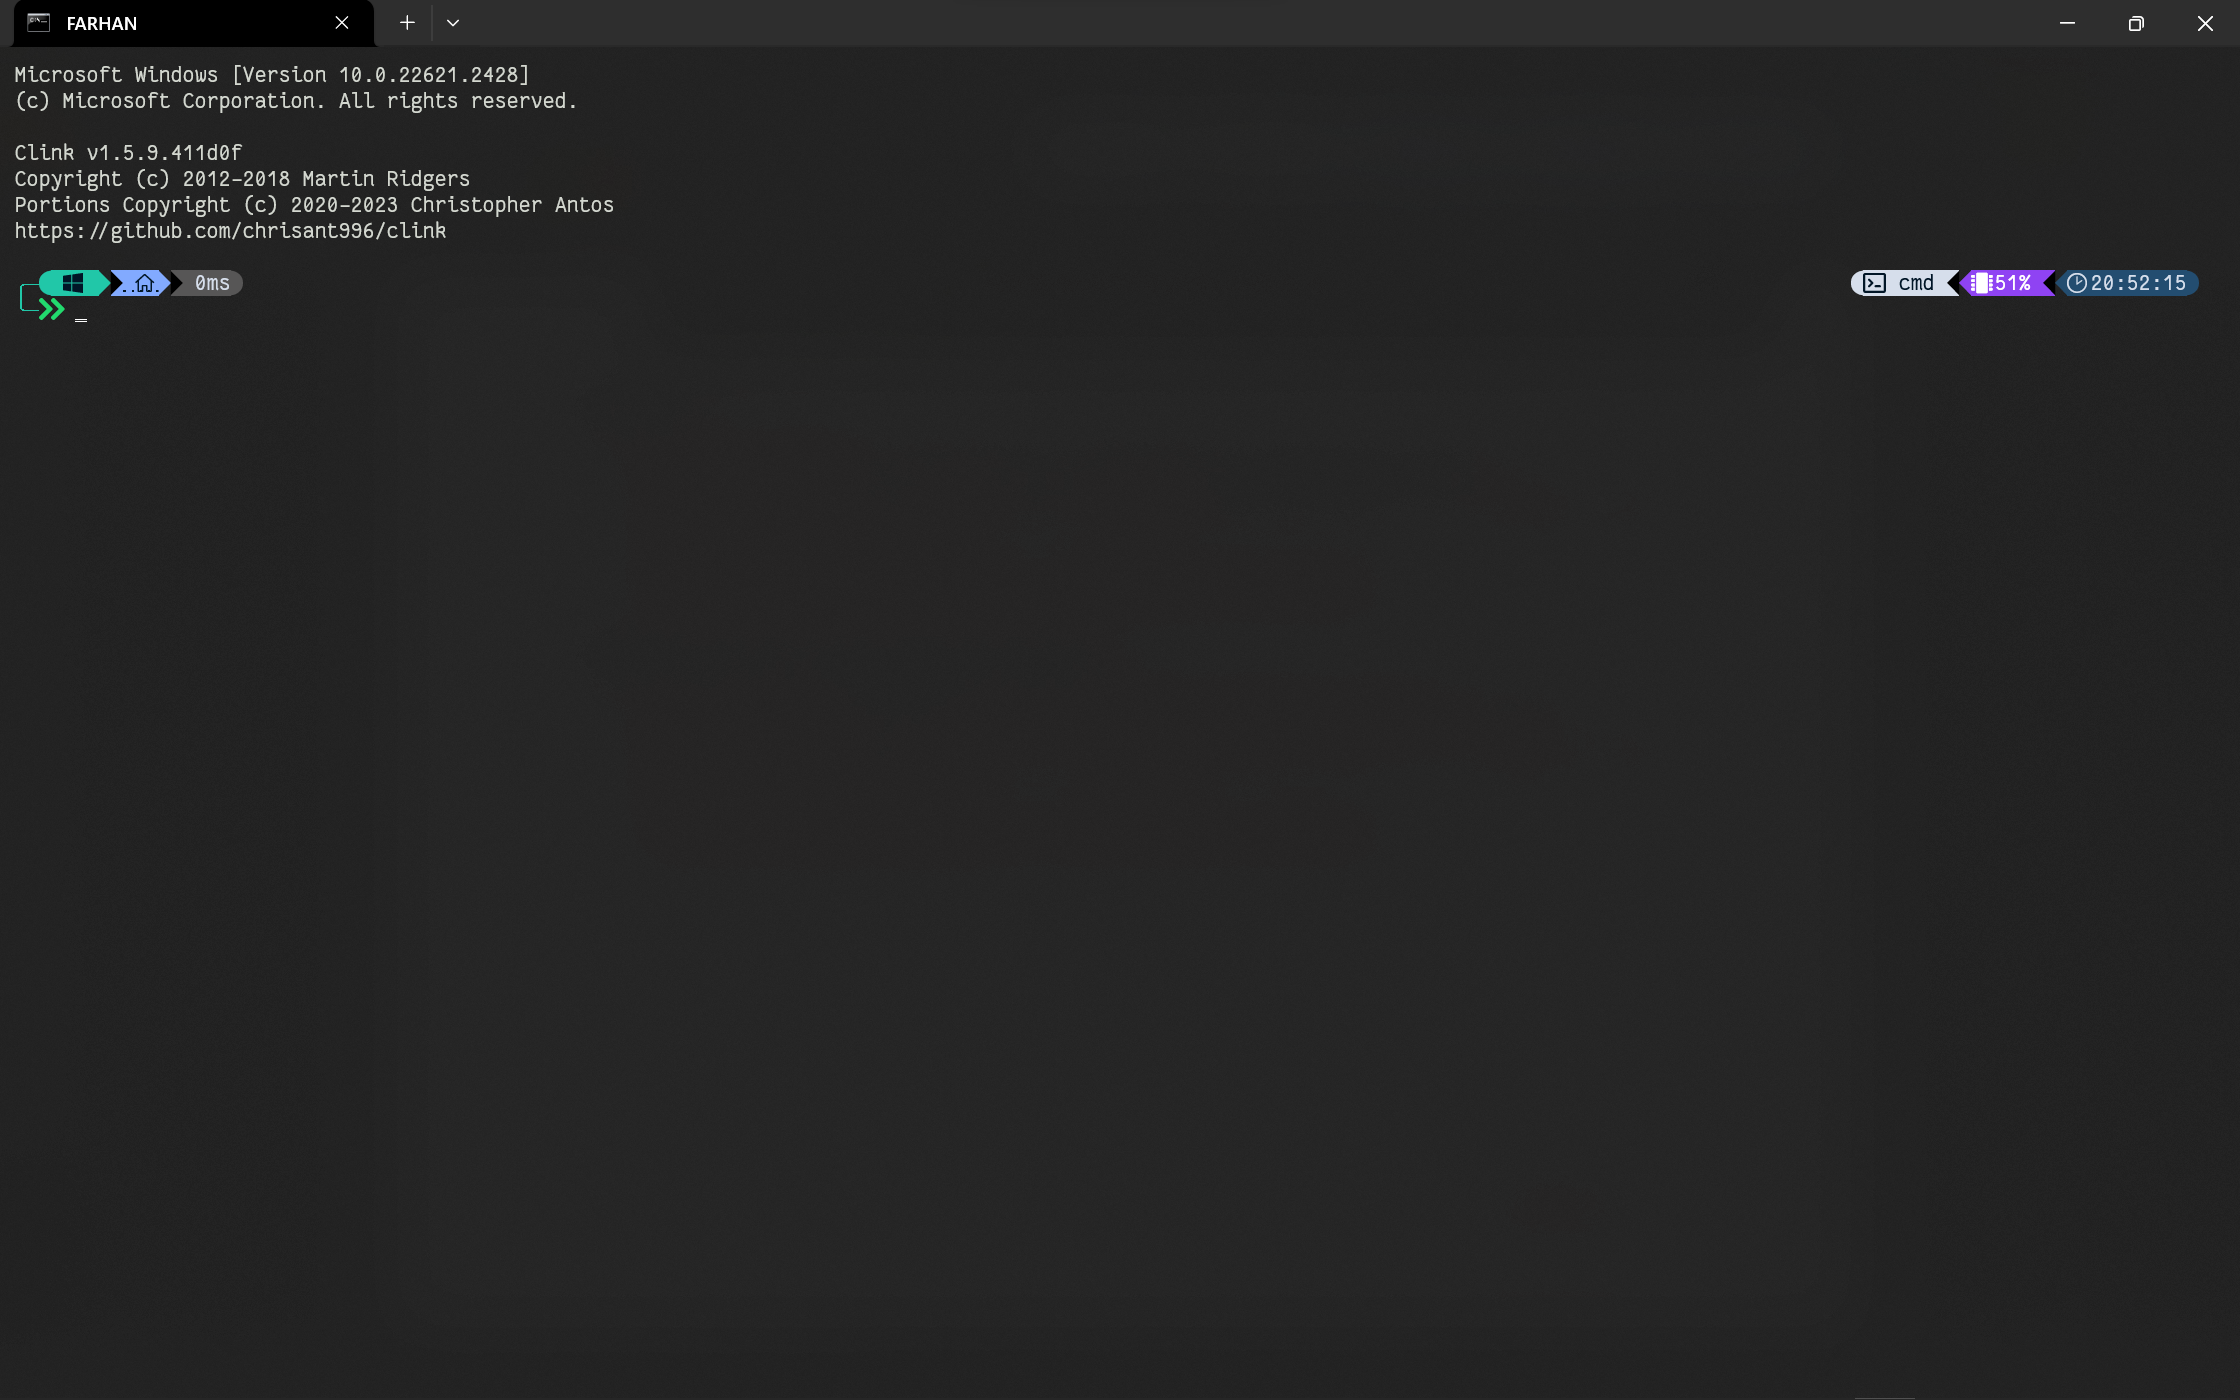 FARHAN
Microsoft Windows [Version 10.0.22621.2428]
(c) Microsoft Corporation. All rights reserved.
Clink v1.5.9.411d0f
Copyright (c) 2012-2018 Martin Ridgers
Portions Copyright (c) 2020-2023 Christopher Antos
https://github.com/chrisant996/clink
0ms cmd 51% 20:52:15